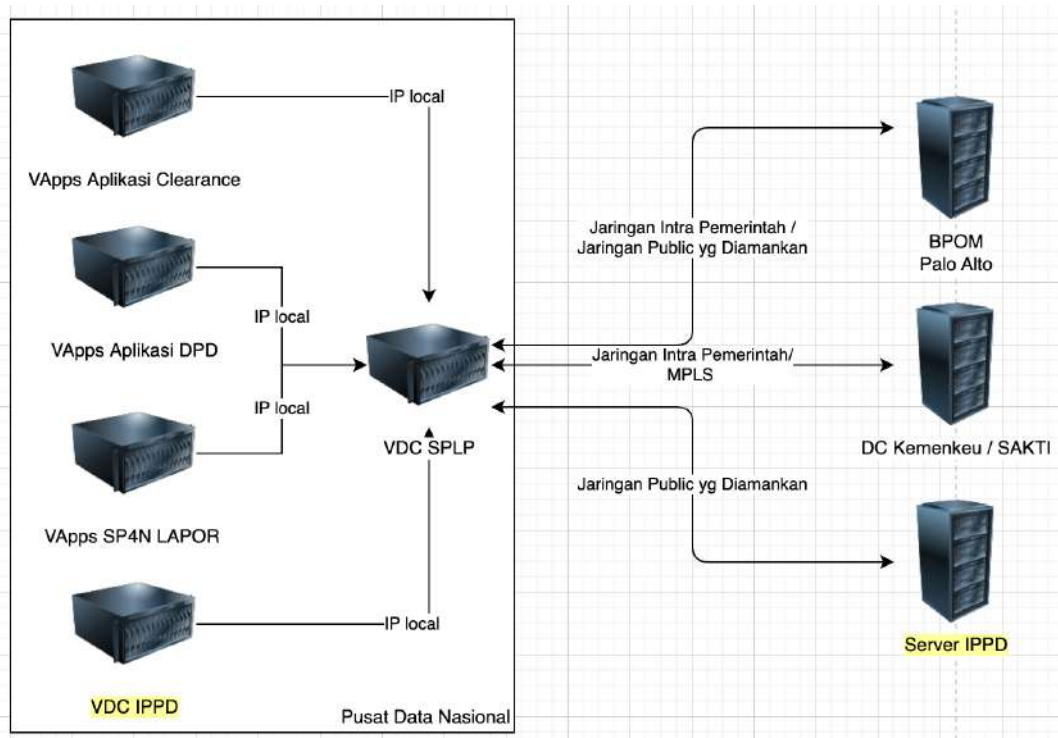 IP local
VApps Aplikasi Clearance
IP local
VApps Aplikasi DPD
IP local
VApps SP4N LAPOR
IP local
VDC IPPD
VDC SPLP
Pusat Data Nasional
Jaringan Intra Pemerintah /
Jaringan Public yg Diamankan
Jaringan Intra Pemerintah/
MPLS
Jaringan Public yg Diamankan
BPOM
Palo Alto
DC Kemenkeu / SAKTI
Server IPPD